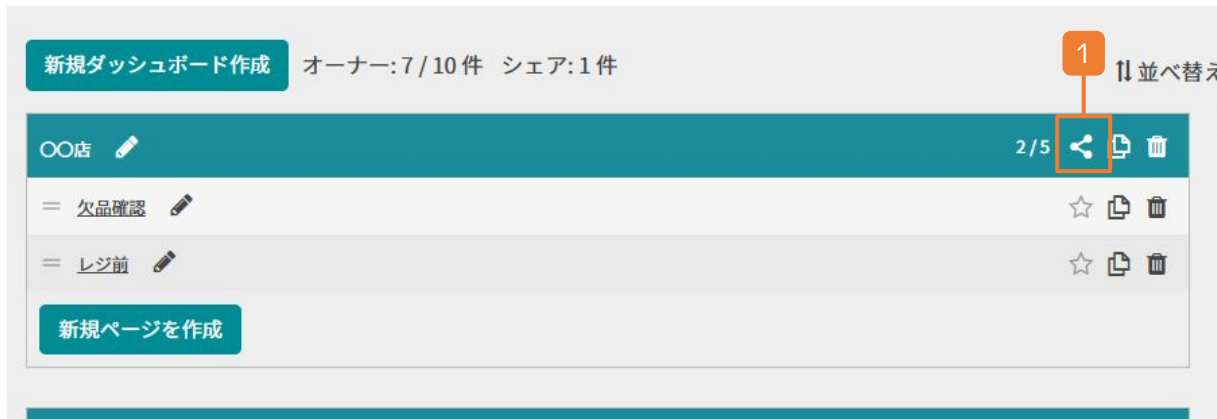 新規ダッシュボード作成 オーナー: 7 / 10 件 シェア: 1 件
1
並べ替え
〇〇店 2/5
欠品確認
レジ前
新規ページを作成